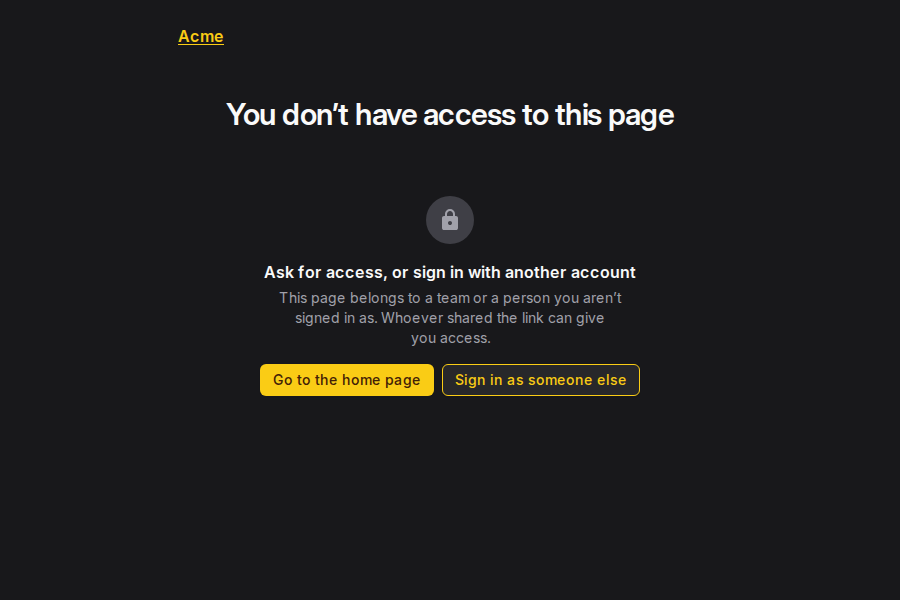 Acme
You don’t have access to this page
Ask for access, or sign in with another account
This page belongs to a team or a person you aren’t
signed in as. Whoever shared the link can give
you access.
Go to the home page
Sign in as someone else